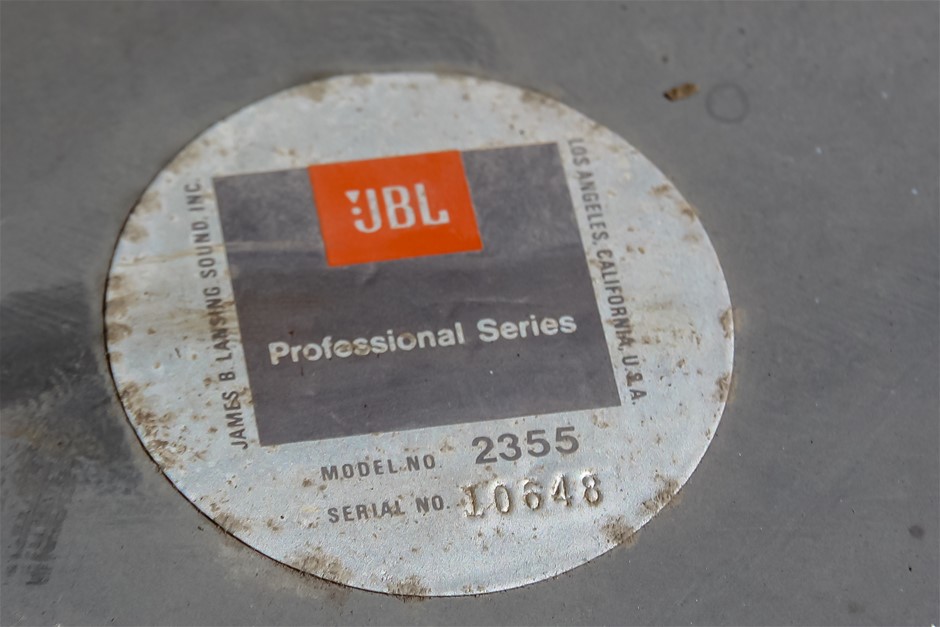 JBL
Professional Series
JAMES B. LANSING SOUND, INC.
LOS ANGELES, CALIFORNIA, U.S.A.
MODEL NO 2355
SERIAL NO. 10648